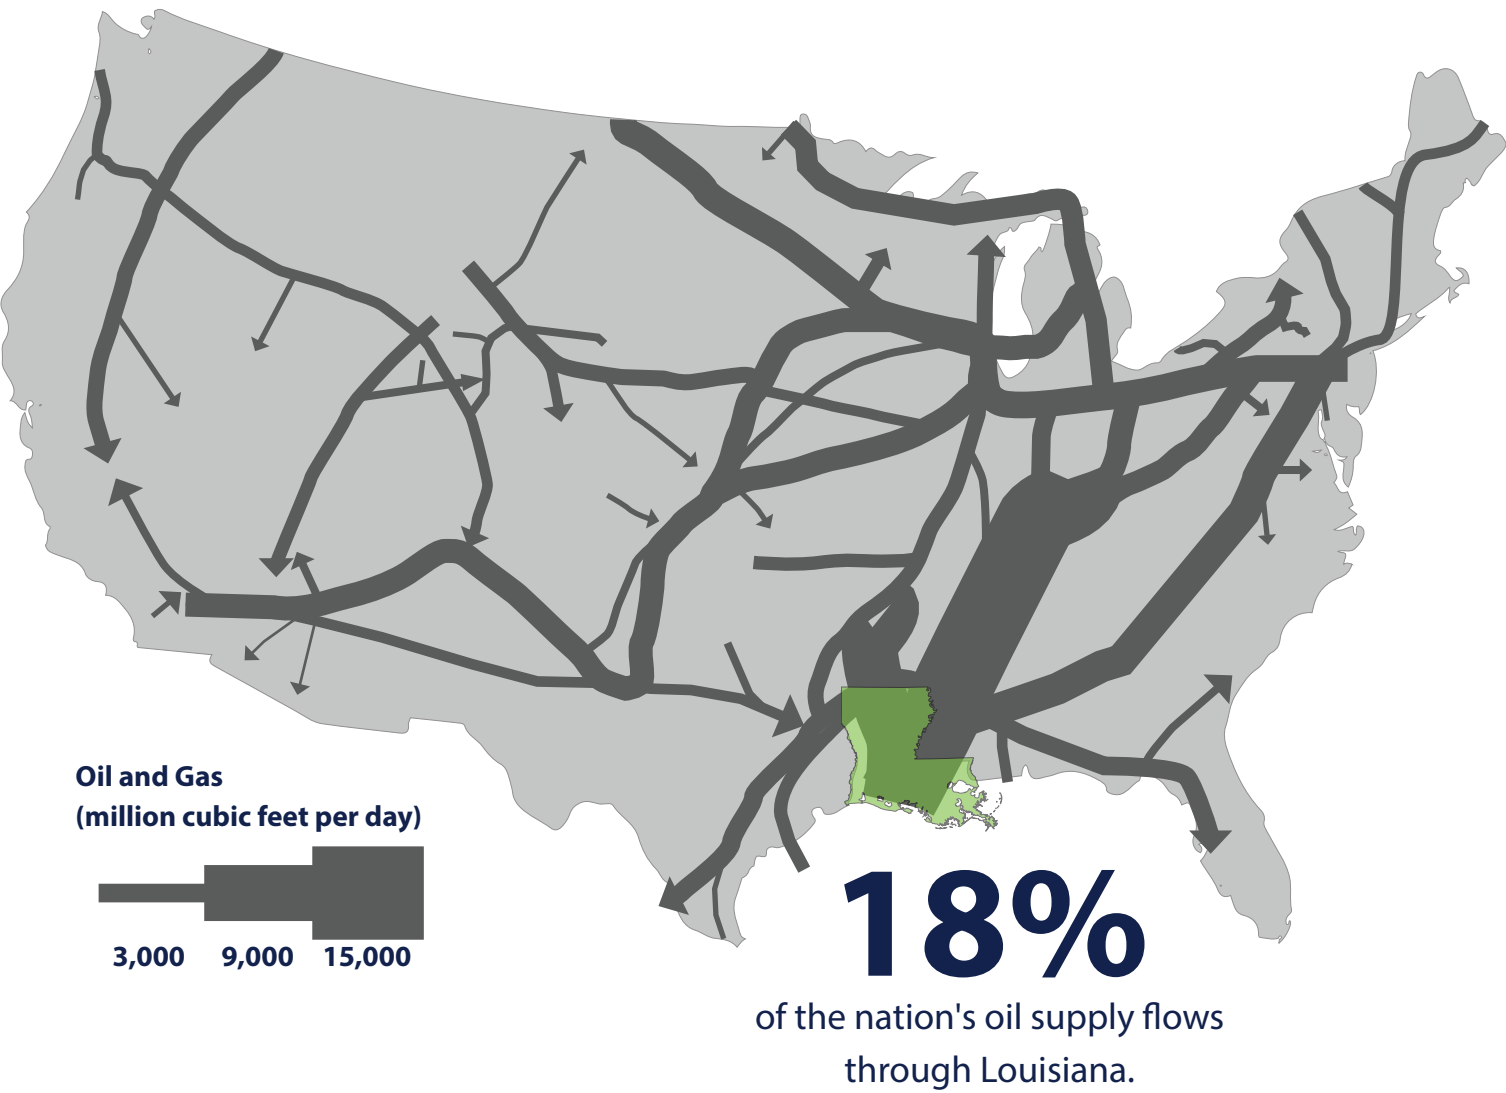 Oil and Gas
(million cubic feet per day)
3,000 9,000 15,000
18%
of the nation's oil supply flows
through Louisiana.